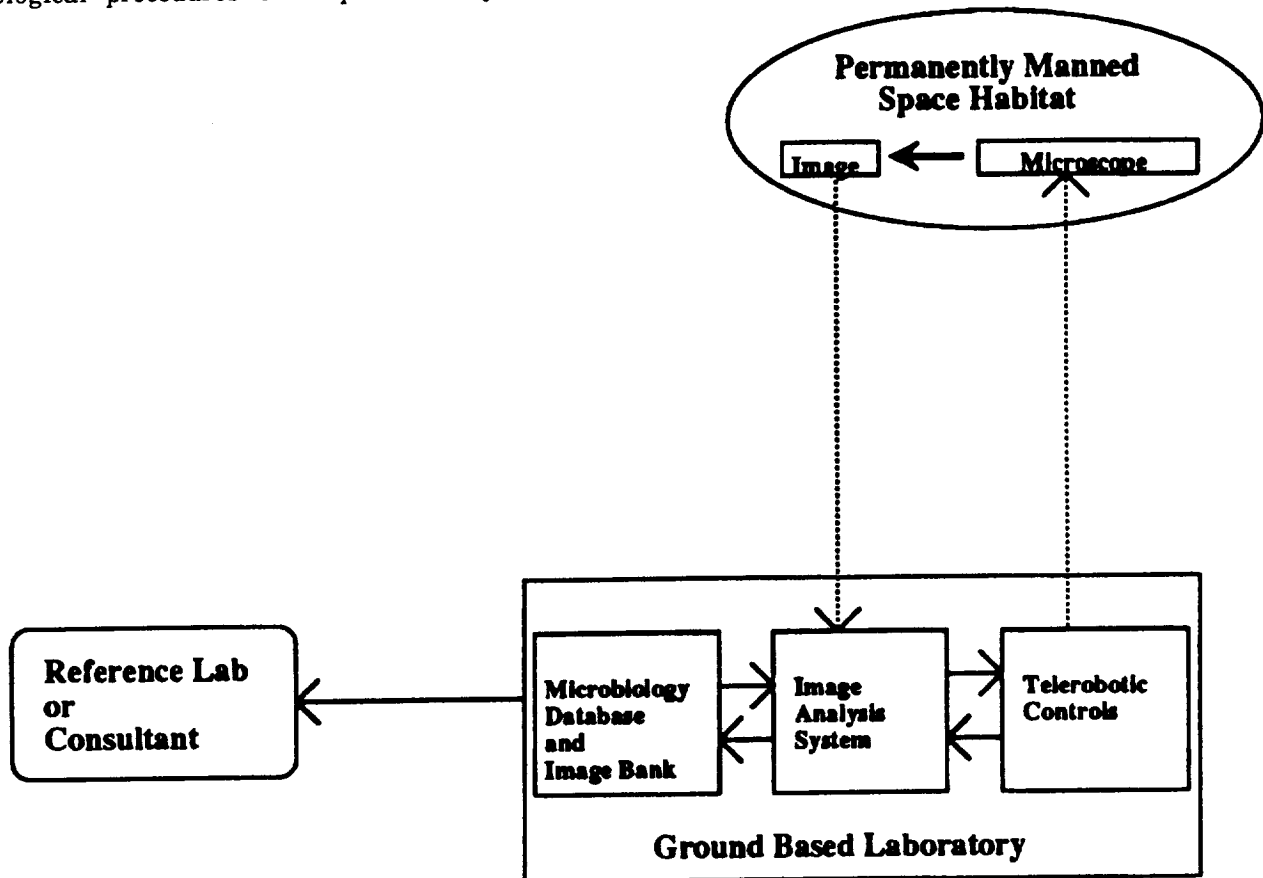 procedures
Permanently Manned
Space Habitat
Image
Microscope
Reference Lab
or
Consultant
Microbiology
Database
and
Image Bank
Image
Analysis
System
Telerobotic
Controls
Ground Based Laboratory